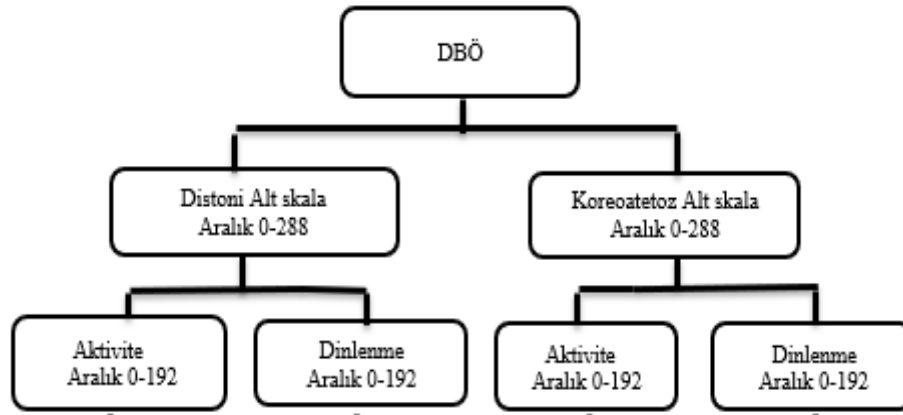 DBÖ
Distoni Alt skala
Aralık 0-288
Koreoatetoz Alt skala
Aralık 0-288
Aktivite
Aralık 0-192
Dinlenme
Aralık 0-192
Aktivite
Aralık 0-192
Dinlenme
Aralık 0-192